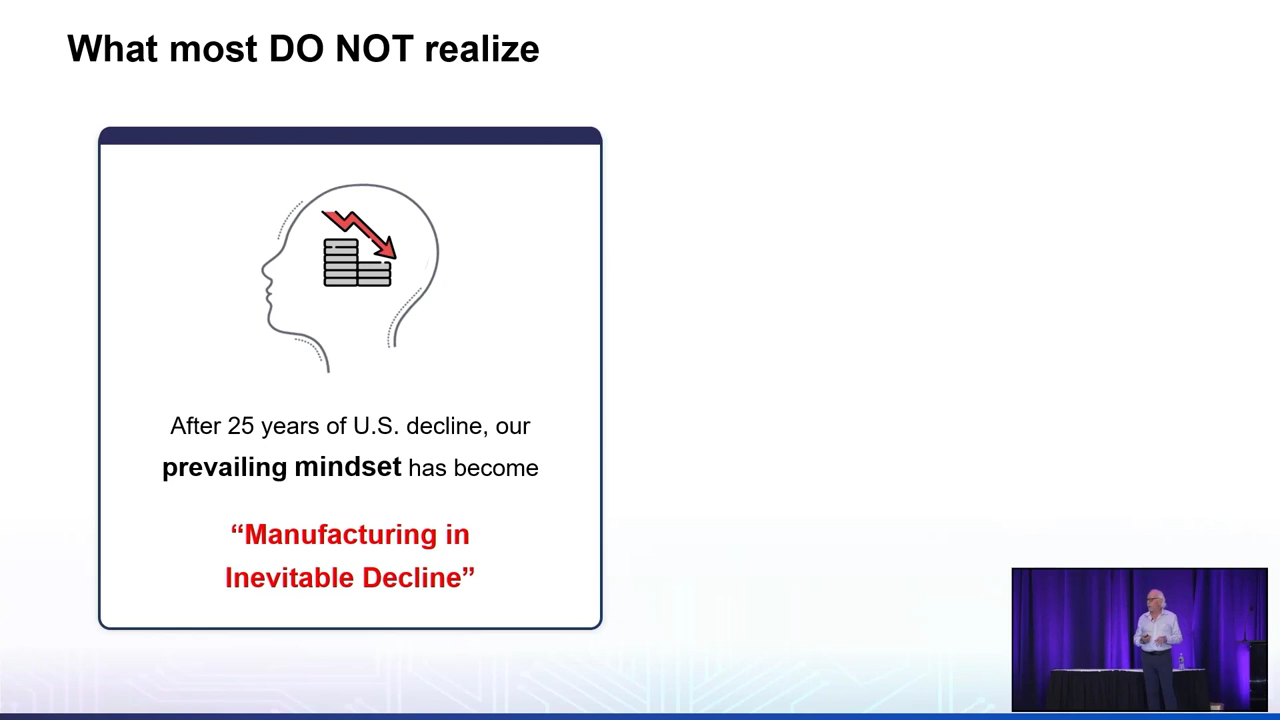 What most DO NOT realize
After 25 years of U.S. decline, our
prevailing mindset has become
“Manufacturing in
Inevitable Decline”